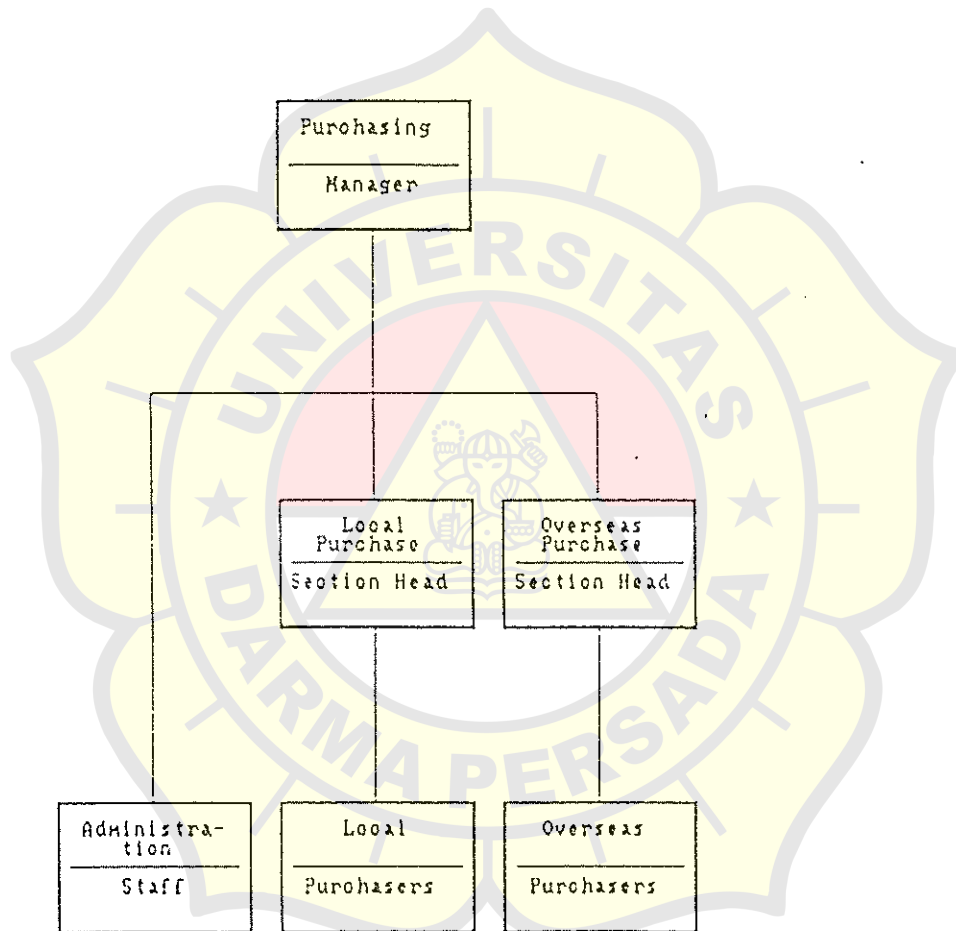 Purchasing
Manager
UNIVERSITAS
Local
Purchase
Section Head
Overseas
Purchase
Section Head
DARMA PERSADA
Administra-
tion
Staff
Local
Purchasers
Overseas
Purchasers